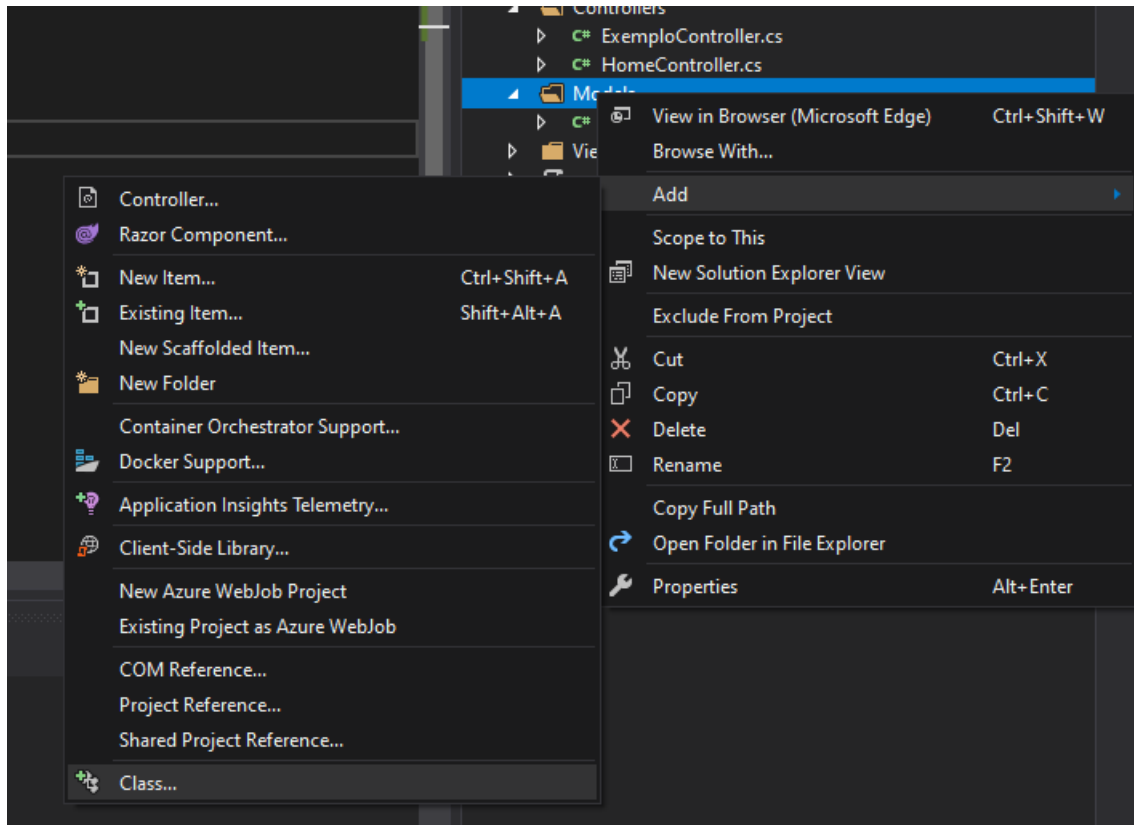 Controllers
C# ExemploController.cs
C# HomeController.cs
Models
C#
Vie
View in Browser (Microsoft Edge) Ctrl+Shift+W
Browse With...
Add
Scope to This
New Solution Explorer View
Exclude From Project
Cut Ctrl+X
Copy Ctrl+C
Delete Del
Rename F2
Copy Full Path
Open Folder in File Explorer
Properties Alt+Enter
Controller...
Razor Component...
New Item... Ctrl+Shift+A
Existing Item... Shift+Alt+A
New Scaffolded Item...
New Folder
Container Orchestrator Support...
Docker Support...
Application Insights Telemetry...
Client-Side Library...
New Azure WebJob Project
Existing Project as Azure WebJob
COM Reference...
Project Reference...
Shared Project Reference...
Class...